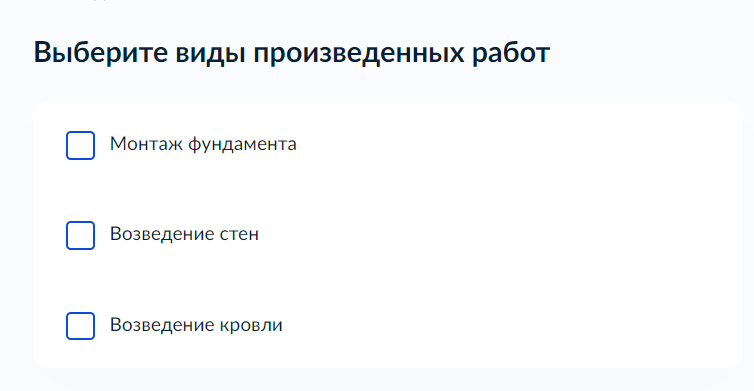 Выберите виды произведенных работ
Монтаж фундамента
Возведение стен
Возведение кровли